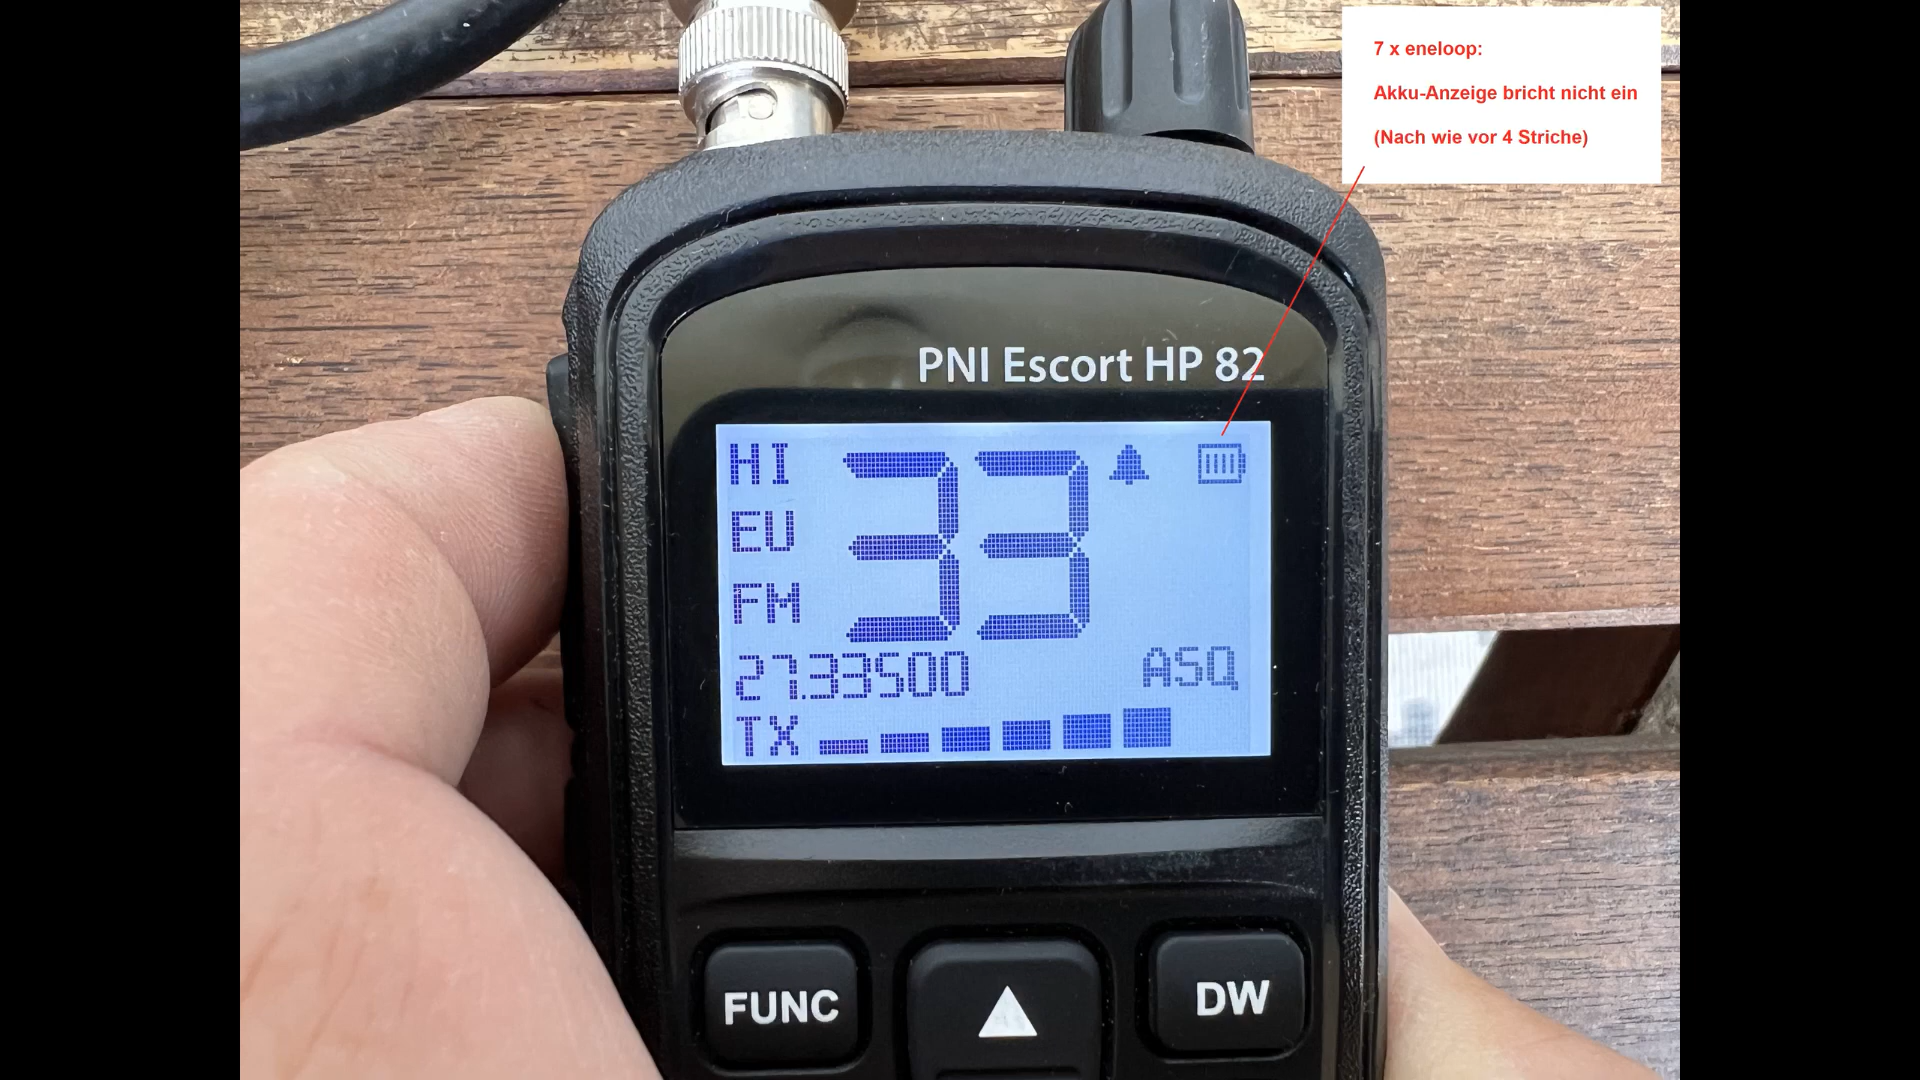 7 x eneloop:
Akku-Anzeige bricht nicht ein
(Nach wie vor 4 Striche)
PNI Escort HP 82
HI
33
EU
FM
27.33500
ASQ
TX
FUNC
DW